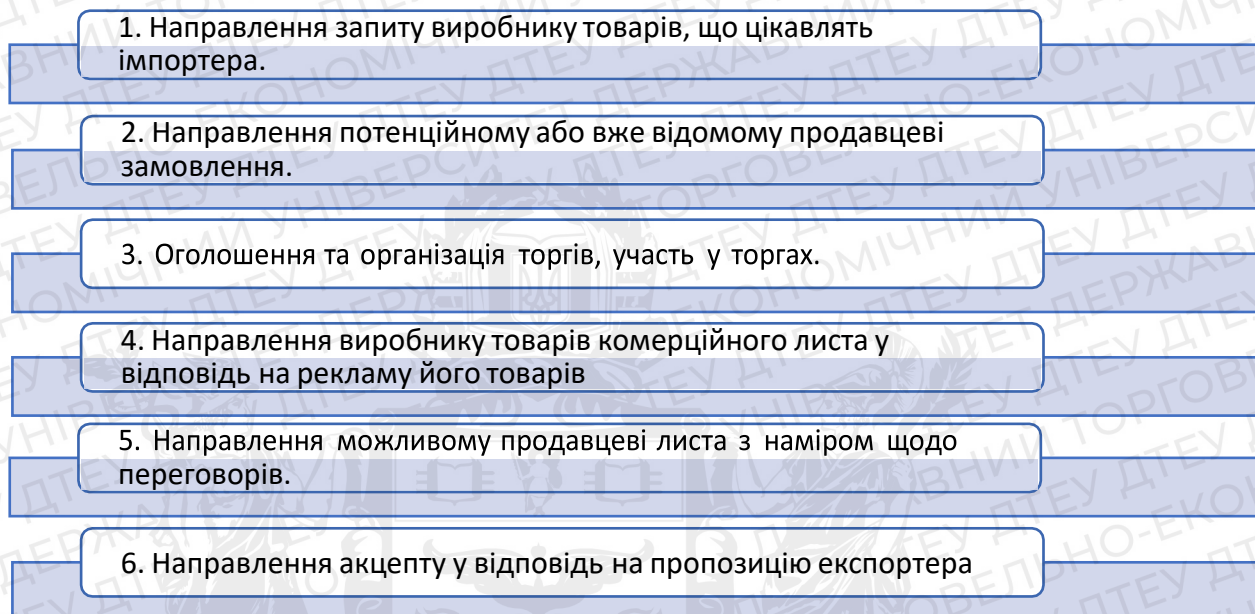 1. Направлення запиту виробнику товарів, що цікавлять
імпортера.
2. Направлення потенційному або вже відомому продавцеві
замовлення.
3. Оголошення та організація торгів, участь у торгах.
4. Направлення виробнику товарів комерційного листа у
відповідь на рекламу його товарів
5. Направлення можливому продавцеві листа з наміром щодо
переговорів.
6. Направлення акцепту у відповідь на пропозицію експортера